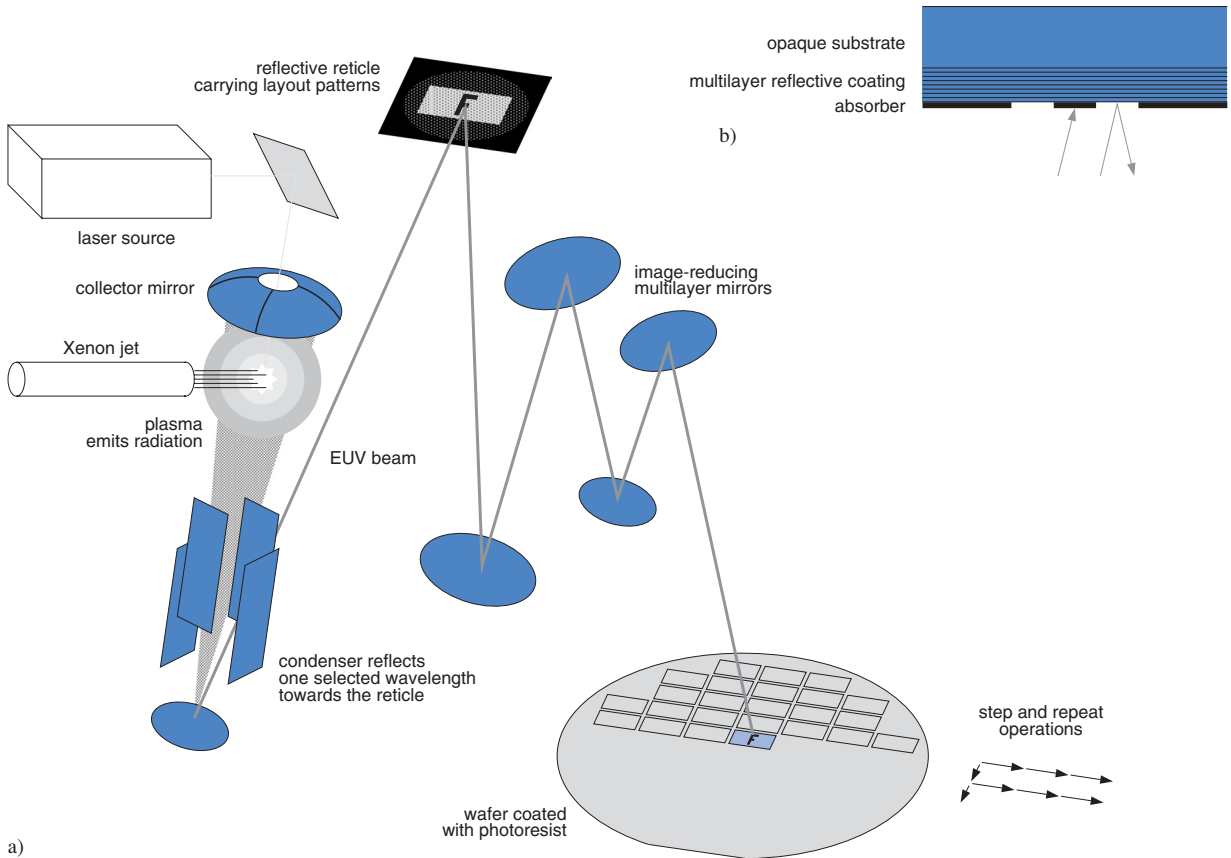 reflective reticle
carrying layout patterns
F
laser source
collector mirror
Xenon jet
plasma
emits radiation
EUV beam
image-reducing
multilayer mirrors
condenser reflects
one selected wavelength
towards the reticle
F
wafer coated
with photoresist
step and repeat
operations
a)
opaque substrate
multilayer reflective coating
absorber
b)